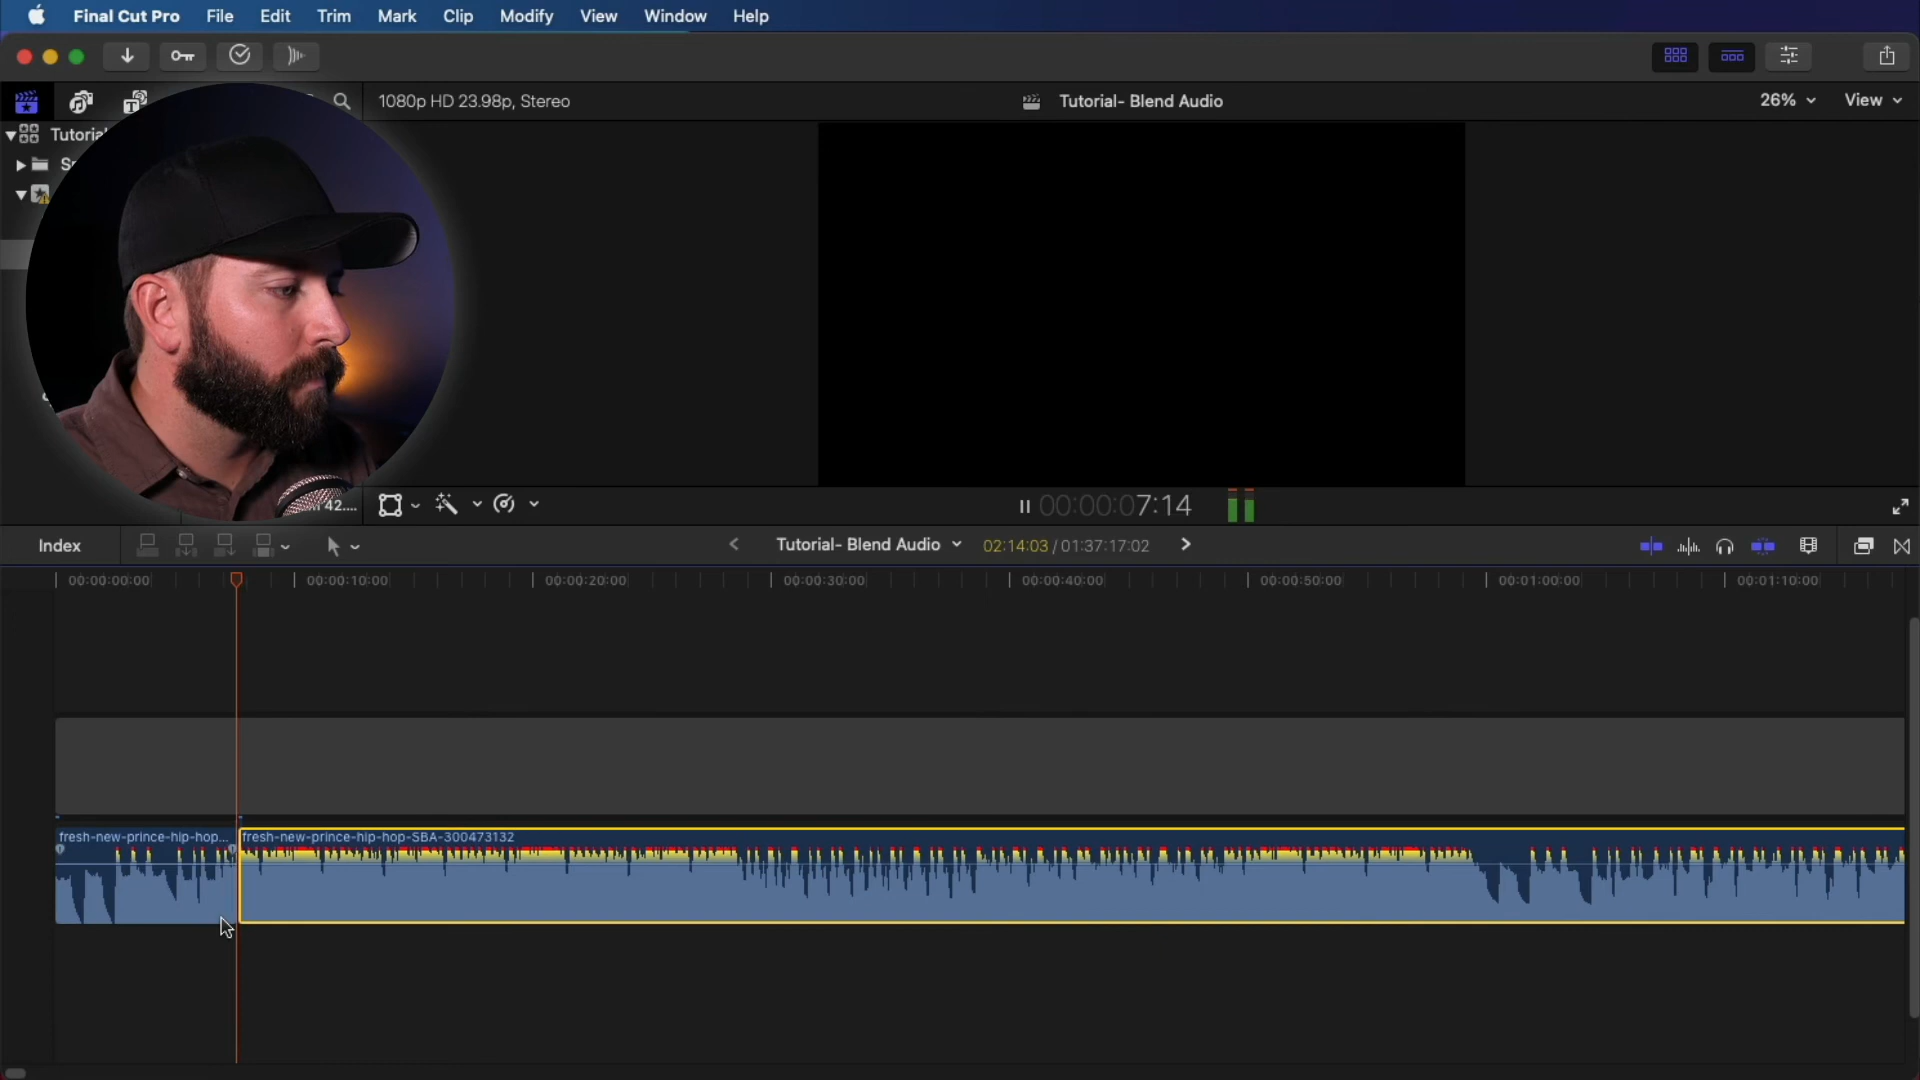 Final Cut Pro File Edit Trim Mark Clip Modify View Window Help
1080p HD 23.98p, Stereo
Tutorial- Blend Audio
26% View
Tutorial
42....
00:00:07:14
Index
Tutorial- Blend Audio
02:14:03 / 01:37:17:02
00:00:00:00 00:00:10:00 00:00:20:00 00:00:30:00 00:00:40:00 00:00:50:00 00:01:00:00 00:01:10:00
fresh-new-prince-hip-hop... fresh-new-prince-hip-hop-SBA-300473132